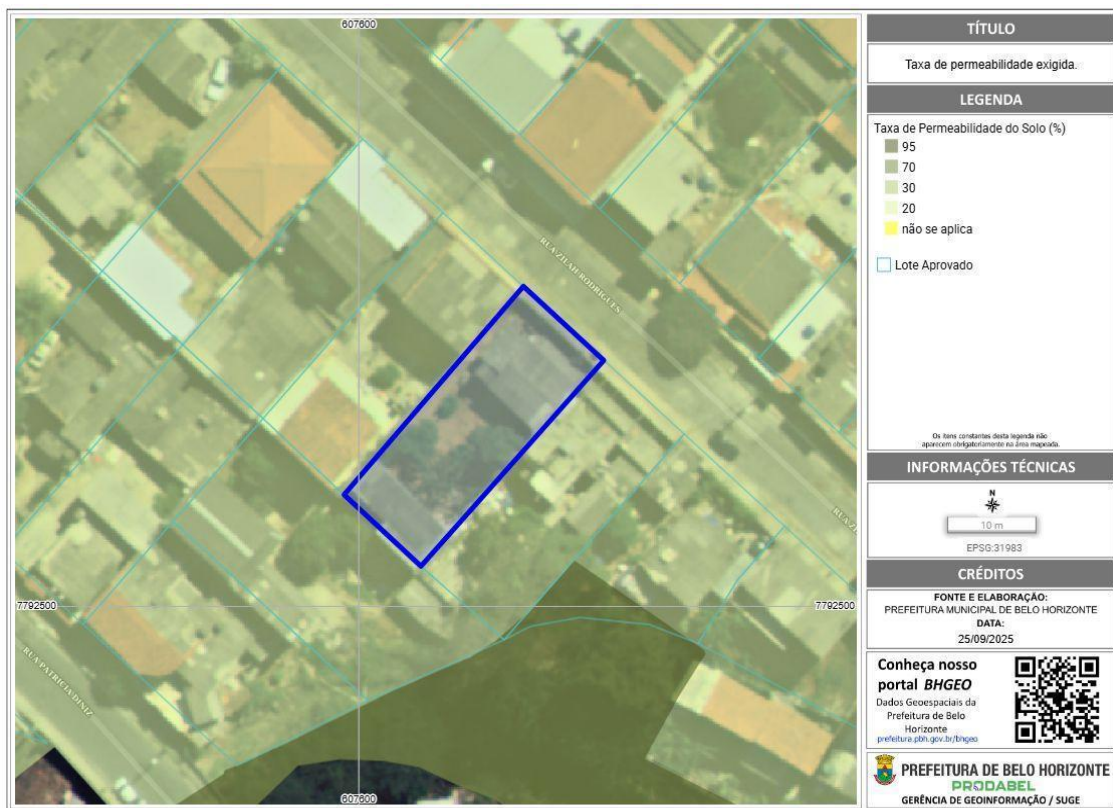 607600
7792500
7792500
607600
RUA ZILAH RODRIGUES
RUA PATRICIA DINIZ
TÍTULO
Taxa de permeabilidade exigida.
LEGENDA
Taxa de Permeabilidade do Solo (%)
95
70
30
20
não se aplica
Lote Aprovado
Os itens constantes desta legenda não
aparecem obrigatoriamente na área mapeada.
INFORMAÇÕES TÉCNICAS
N
10 m
EPSG:31983
CRÉDITOS
FONTE E ELABORAÇÃO:
PREFEITURA MUNICIPAL DE BELO HORIZONTE
DATA:
25/09/2025
Conheça nosso
portal BHGEO
Dados Geoespaciais da
Prefeitura de Belo
Horizonte
prefeitura.pbh.gov.br/bhgeo
PREFEITURA DE BELO HORIZONTE
PRODABEL
GERÊNCIA DE GEOINFORMAÇÃO / SUGE